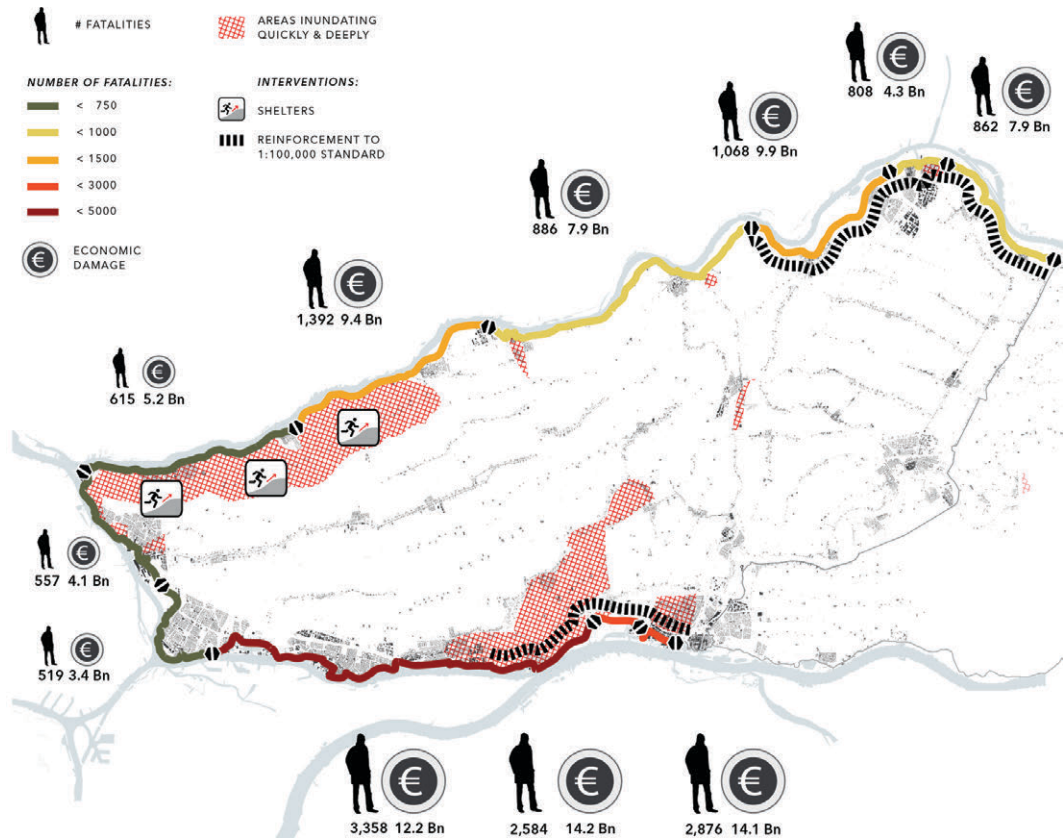 # FATALITIES
AREAS INUNDATING
QUICKLY & DEEPLY
NUMBER OF FATALITIES:
< 750
< 1000
< 1500
< 3000
< 5000
INTERVENTIONS:
SHELTERS
REINFORCEMENT TO
1:100,000 STANDARD
€ ECONOMIC
DAMAGE
€
808 4.3 Bn
€
862 7.9 Bn
€
1,068 9.9 Bn
€
886 7.9 Bn
€
1,392 9.4 Bn
€
615 5.2 Bn
€
557 4.1 Bn
€
519 3.4 Bn
€
3,358 12.2 Bn
€
2,584 14.2 Bn
€
2,876 14.1 Bn